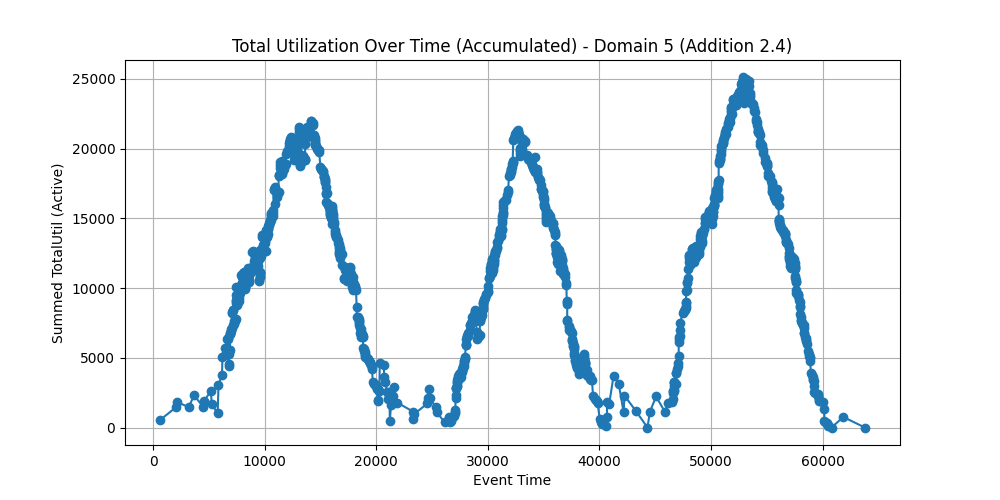 Total Utilization Over Time (Accumulated) - Domain 5 (Addition 2.4)
25000
20000
15000
10000
5000
0
Summed TotalUtil (Active)
0 10000 20000 30000 40000 50000 60000
Event Time